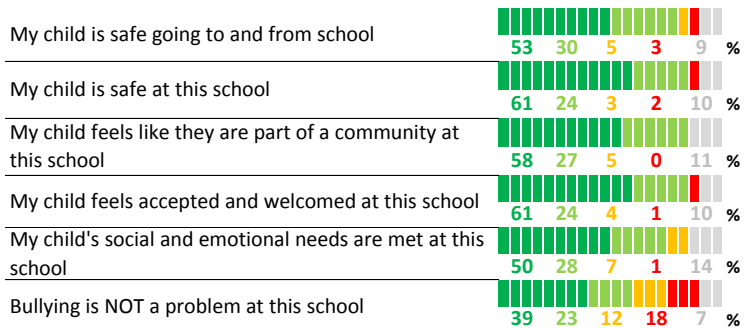 My child is safe going to and from school
53 30 5 3 9 %
My child is safe at this school
61 24 3 2 10 %
My child feels like they are part of a community at
this school
58 27 5 0 11 %
My child feels accepted and welcomed at this school
61 24 4 1 10 %
My child's social and emotional needs are met at this
school
50 28 7 1 14 %
Bullying is NOT a problem at this school
39 23 12 18 7 %